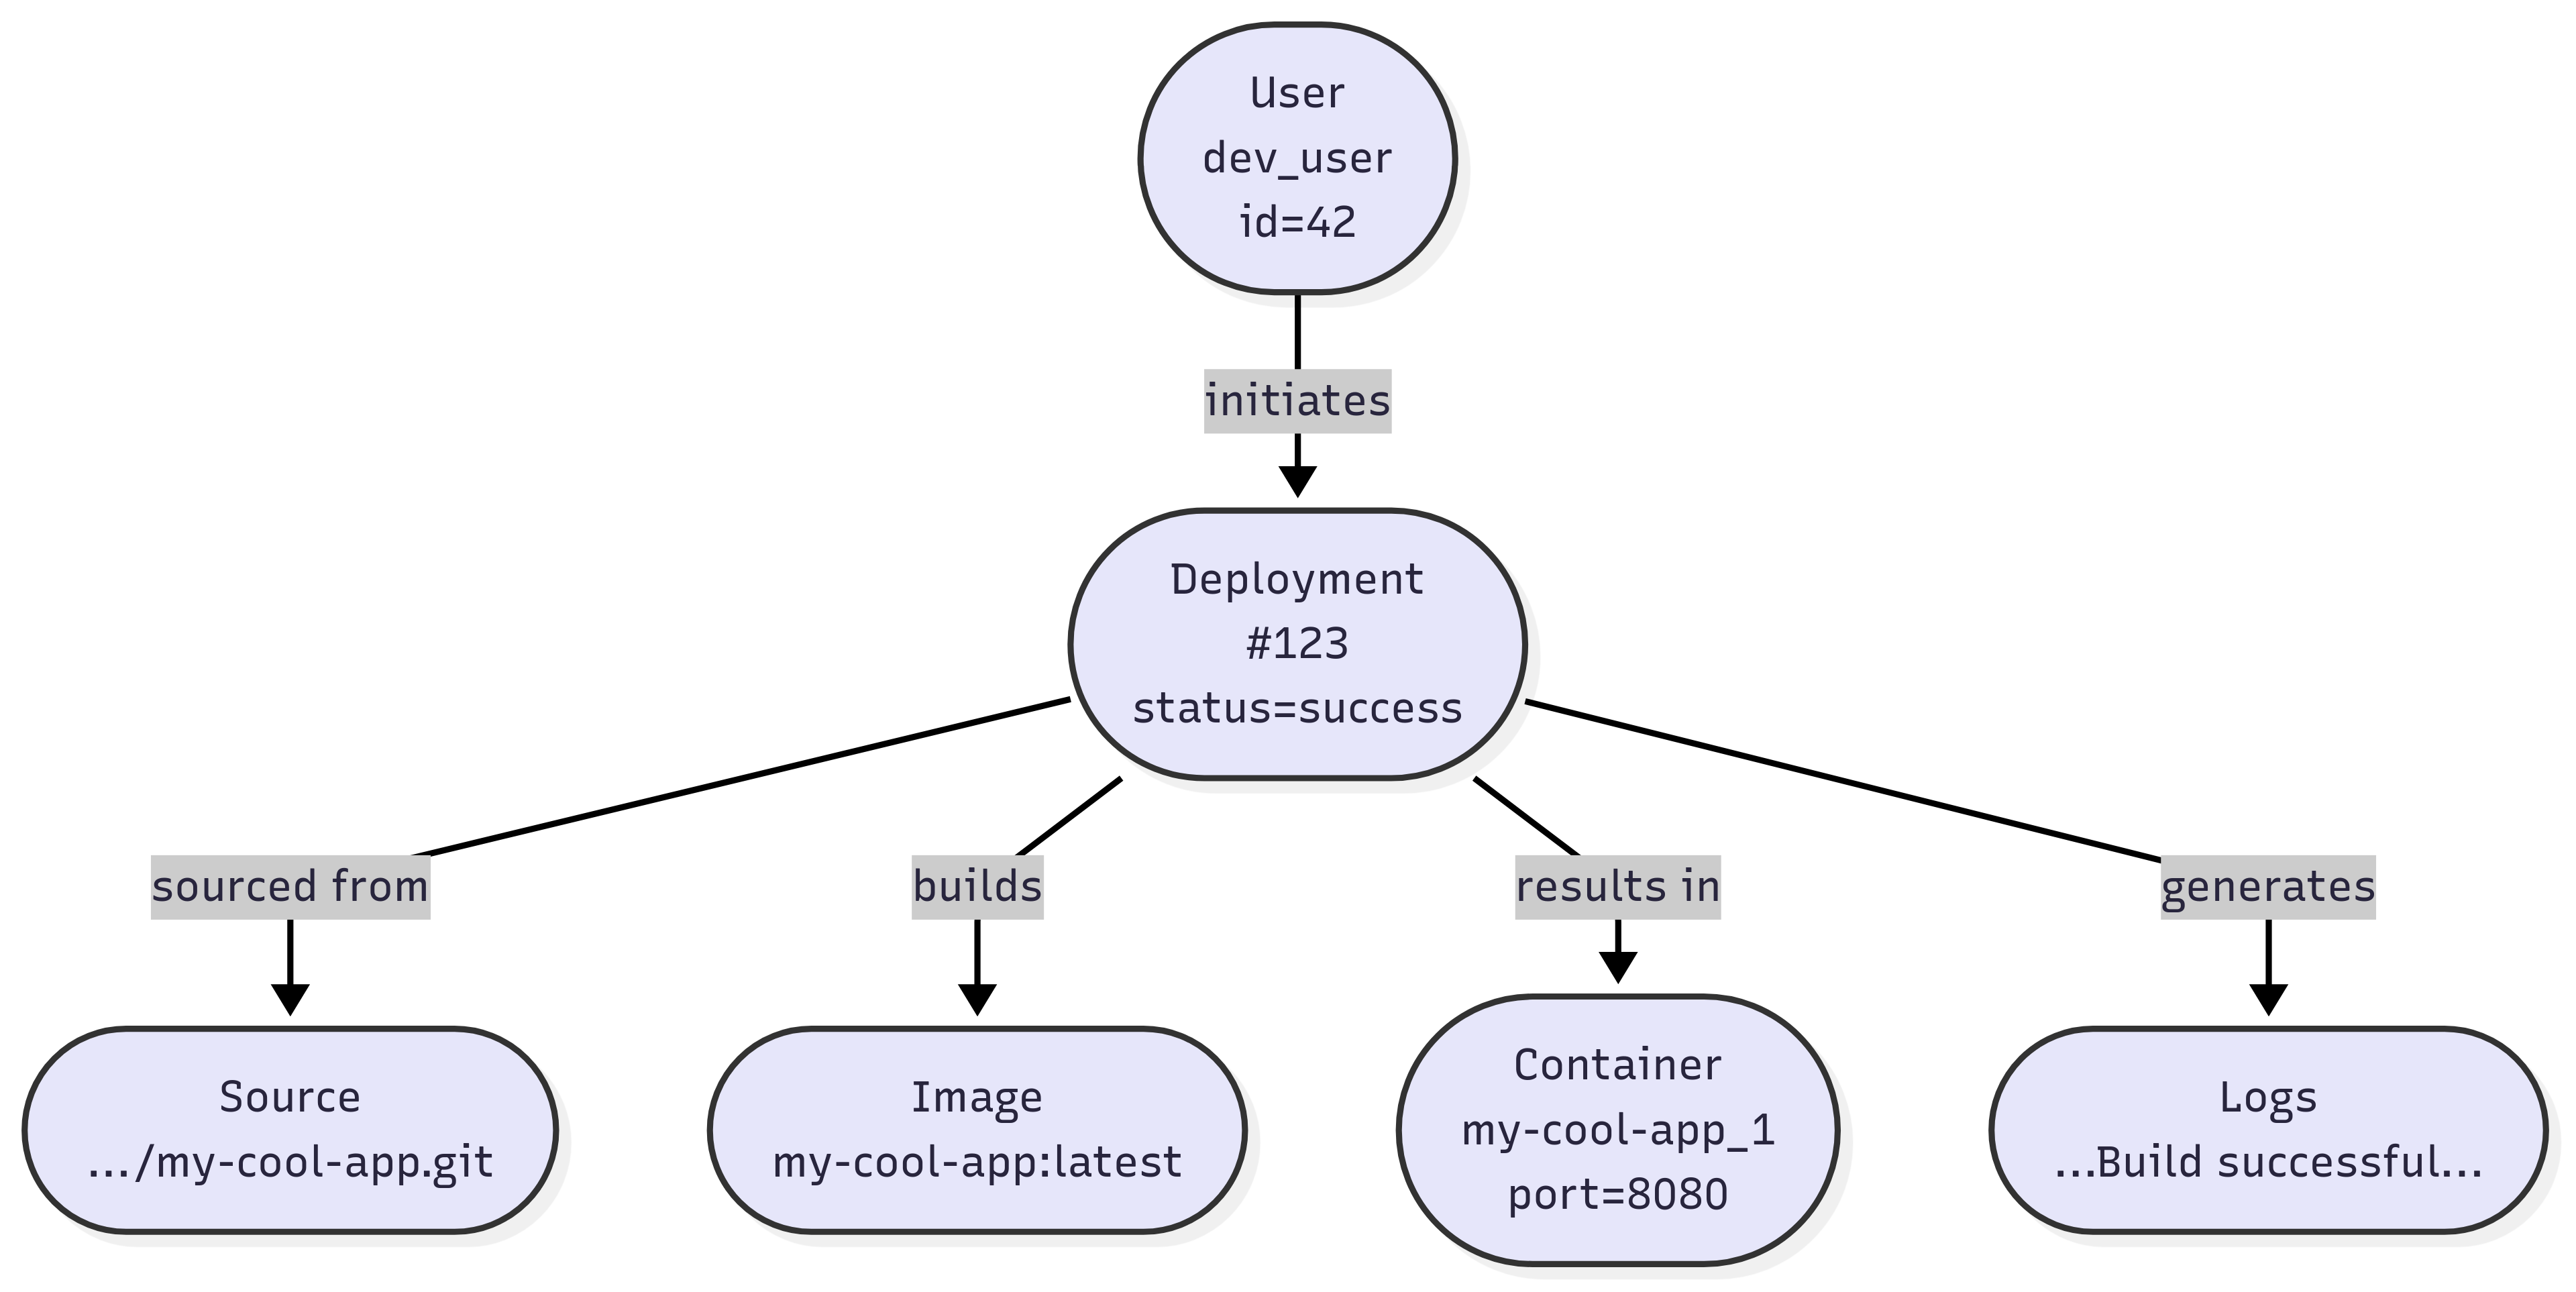 User
dev_user
id=42
initiates
Deployment
#123
status=success
sourced from
builds
results in
generates
Source
.../my-cool-app.git
Image
my-cool-app:latest
Container
my-cool-app_1
port=8080
Logs
...Build successful...